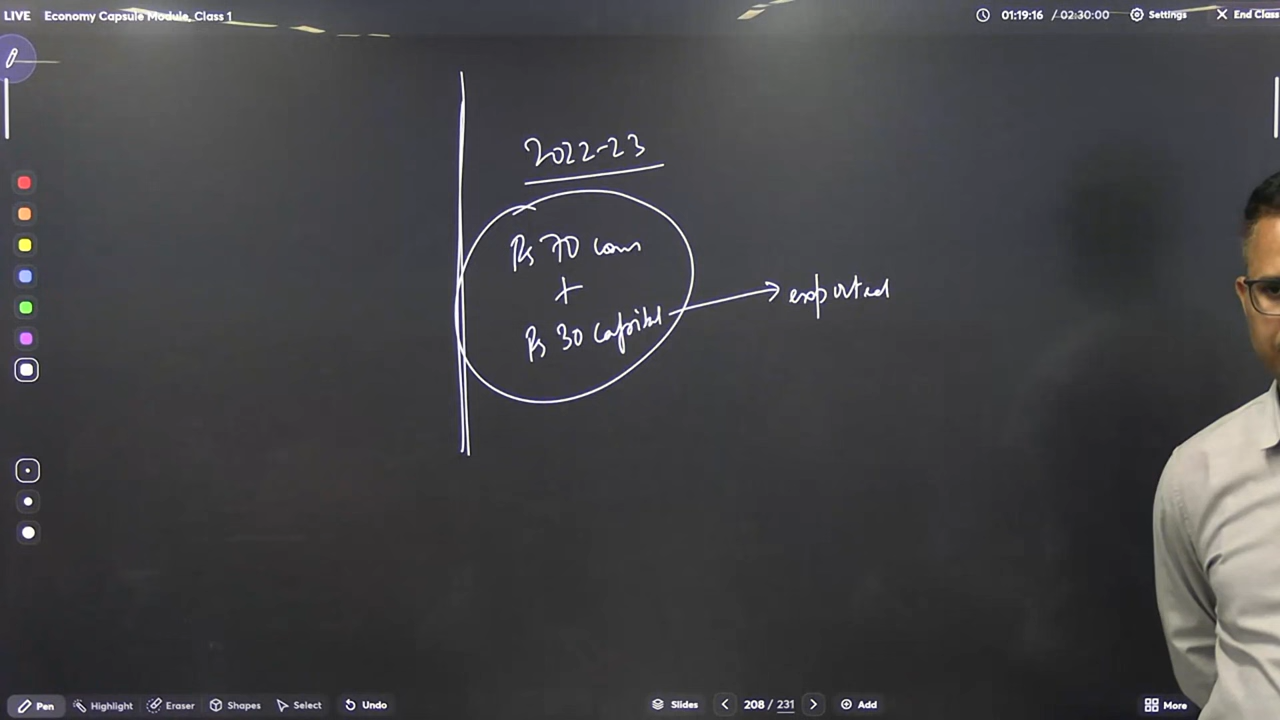 LIVE Economy Capsule Module, Class 1
01:19:16 / 02:30:00 Settings End Class
2022-23
Rs 70 cons
+
Rs 30 capital → exported
Pen Highlight Eraser Shapes Select Undo Slides 208 / 231 Add More